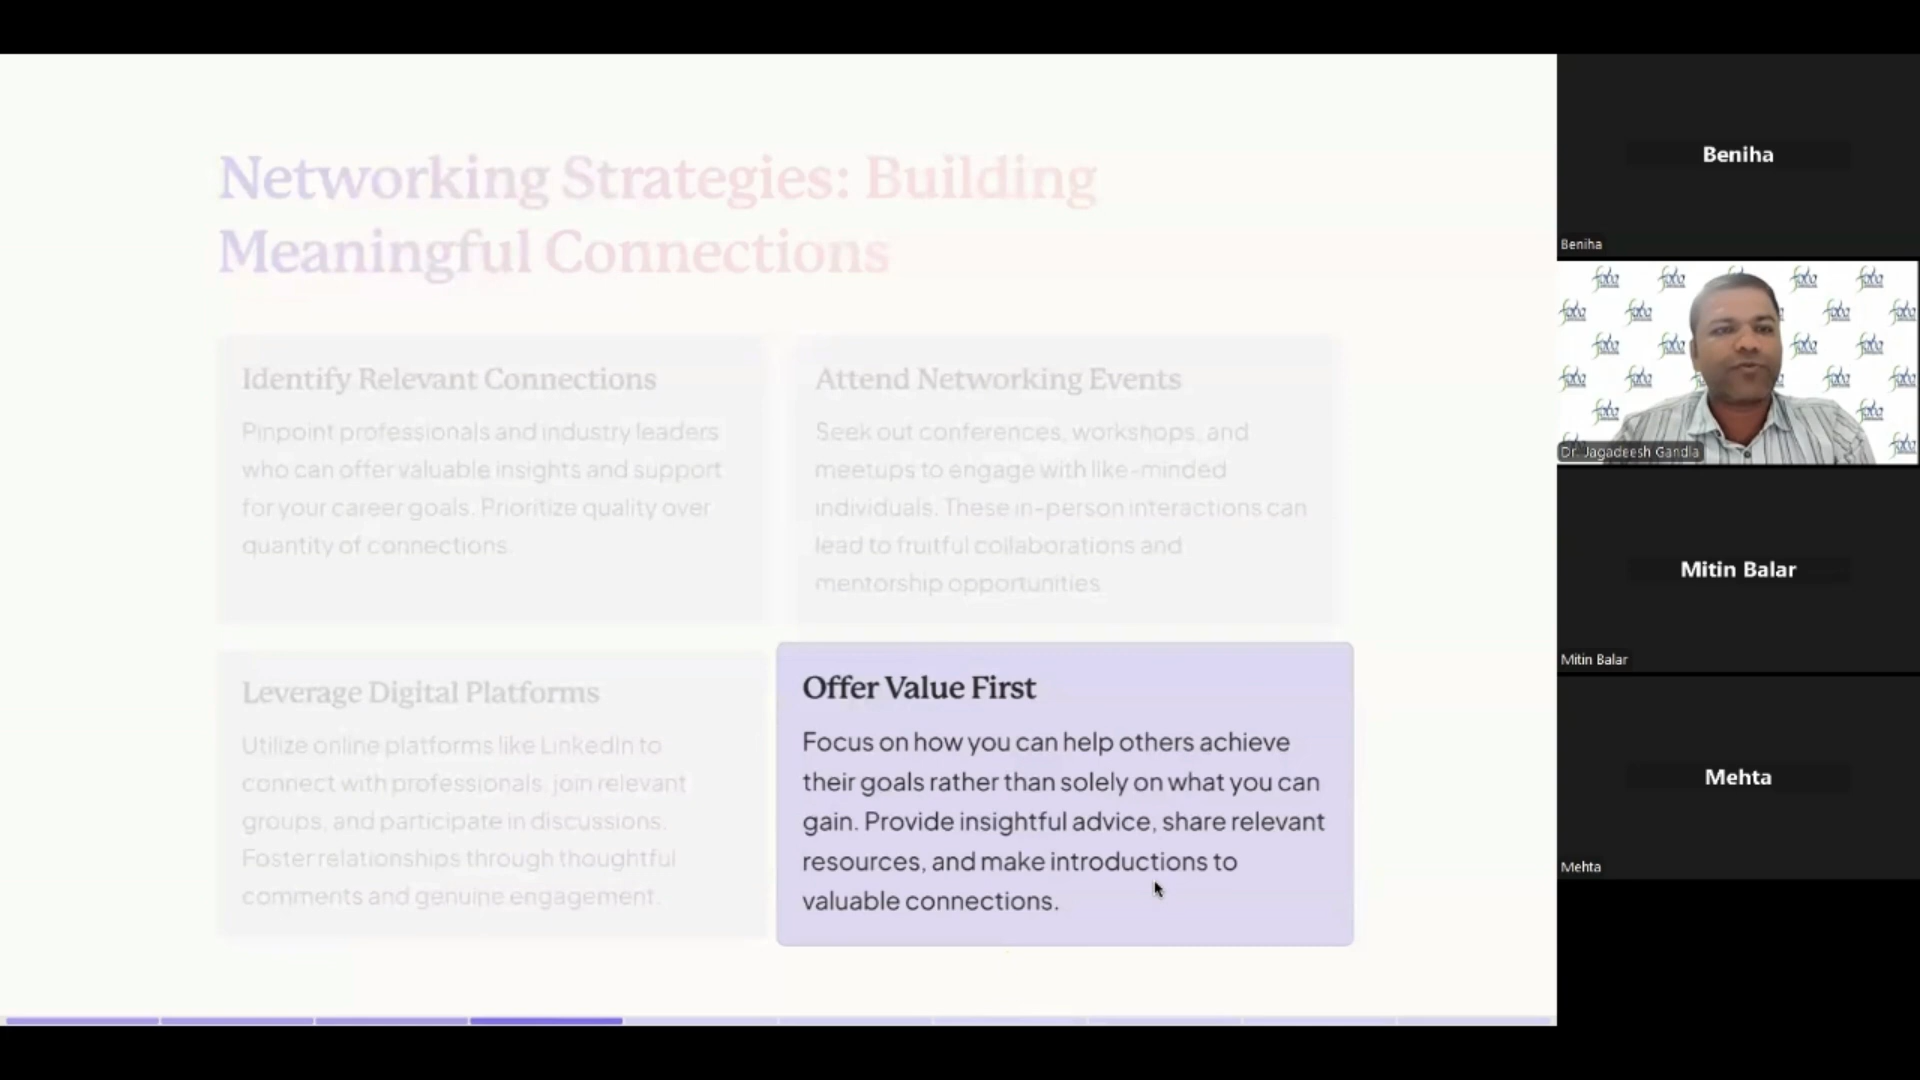 Networking Strategies: Building
Meaningful Connections
Identify Relevant Connections
Pinpoint professionals and industry leaders
who can offer valuable insights and support
for your career goals. Prioritize quality over
quantity of connections.
Attend Networking Events
Seek out conferences, workshops, and
meetups to engage with like-minded
individuals. These in-person interactions can
lead to fruitful collaborations and
mentorship opportunities.
Leverage Digital Platforms
Utilize online platforms like LinkedIn to
connect with professionals, join relevant
groups, and participate in discussions.
Foster relationships through thoughtful
comments and genuine engagement.
Offer Value First
Focus on how you can help others achieve
their goals rather than solely on what you can
gain. Provide insightful advice, share relevant
resources, and make introductions to
valuable connections.
Beniha
Beniha
Dr. Jagadeesh Gandla
Mitin Balar
Mitin Balar
Mehta
Mehta